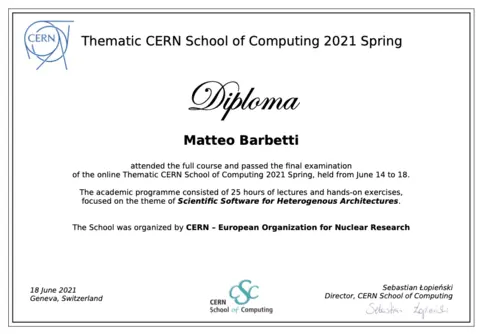 CERN
Thematic CERN School of Computing 2021 Spring
Diploma
Matteo Barbetti
attended the full course and passed the final examination
of the online Thematic CERN School of Computing 2021 Spring, held from June 14 to 18.
The academic programme consisted of 25 hours of lectures and hands-on exercises,
focused on the theme of Scientific Software for Heterogenous Architectures.
The School was organized by CERN – European Organization for Nuclear Research
18 June 2021
Geneva, Switzerland
CSC
CERN
School of Computing
Sebastian Łopieński
Director, CERN School of Computing
Sebastian Łopieński